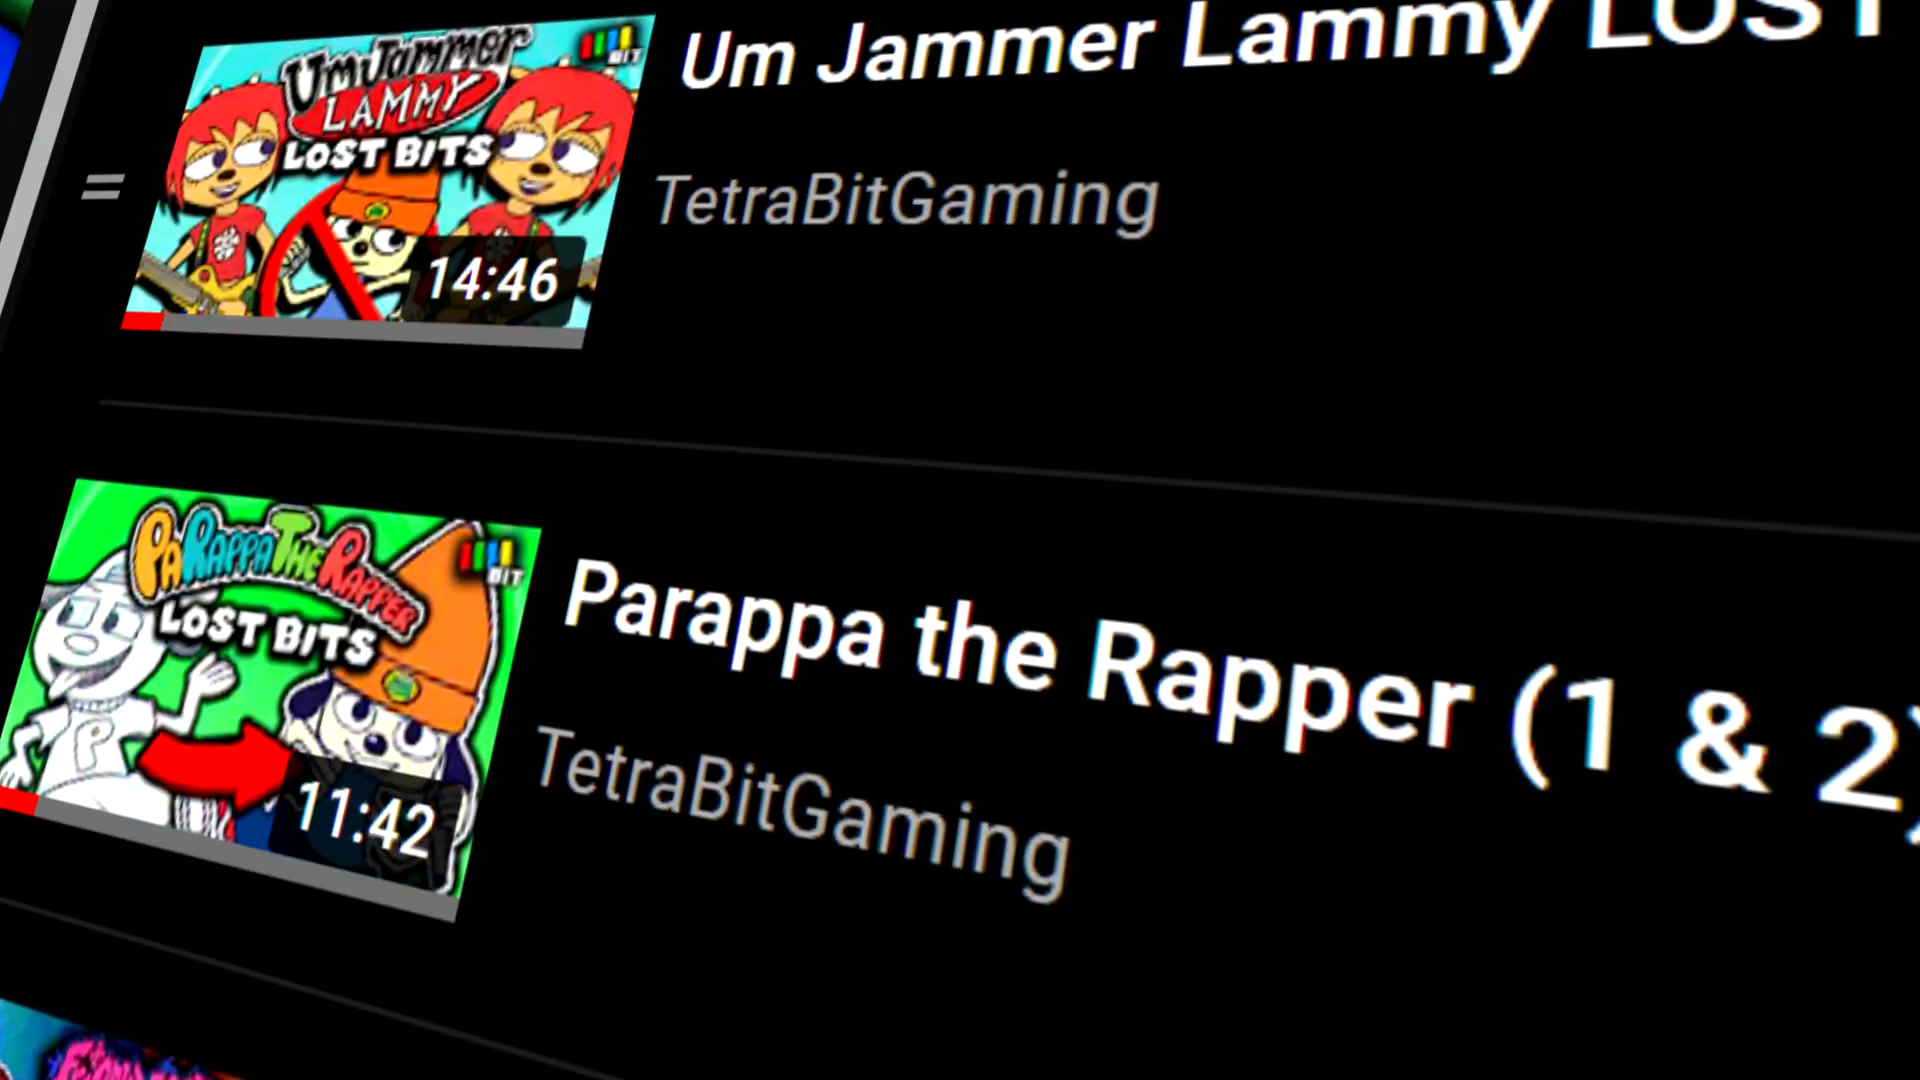 Um Jammer
LAMMY
LOST BITS
BIT
14:46
Um Jammer Lammy LOST
TetraBitGaming
PARAPPA THE RAPPER
LOST BITS
BIT
P
11:42
Parappa the Rapper (1 & 2)
TetraBitGaming